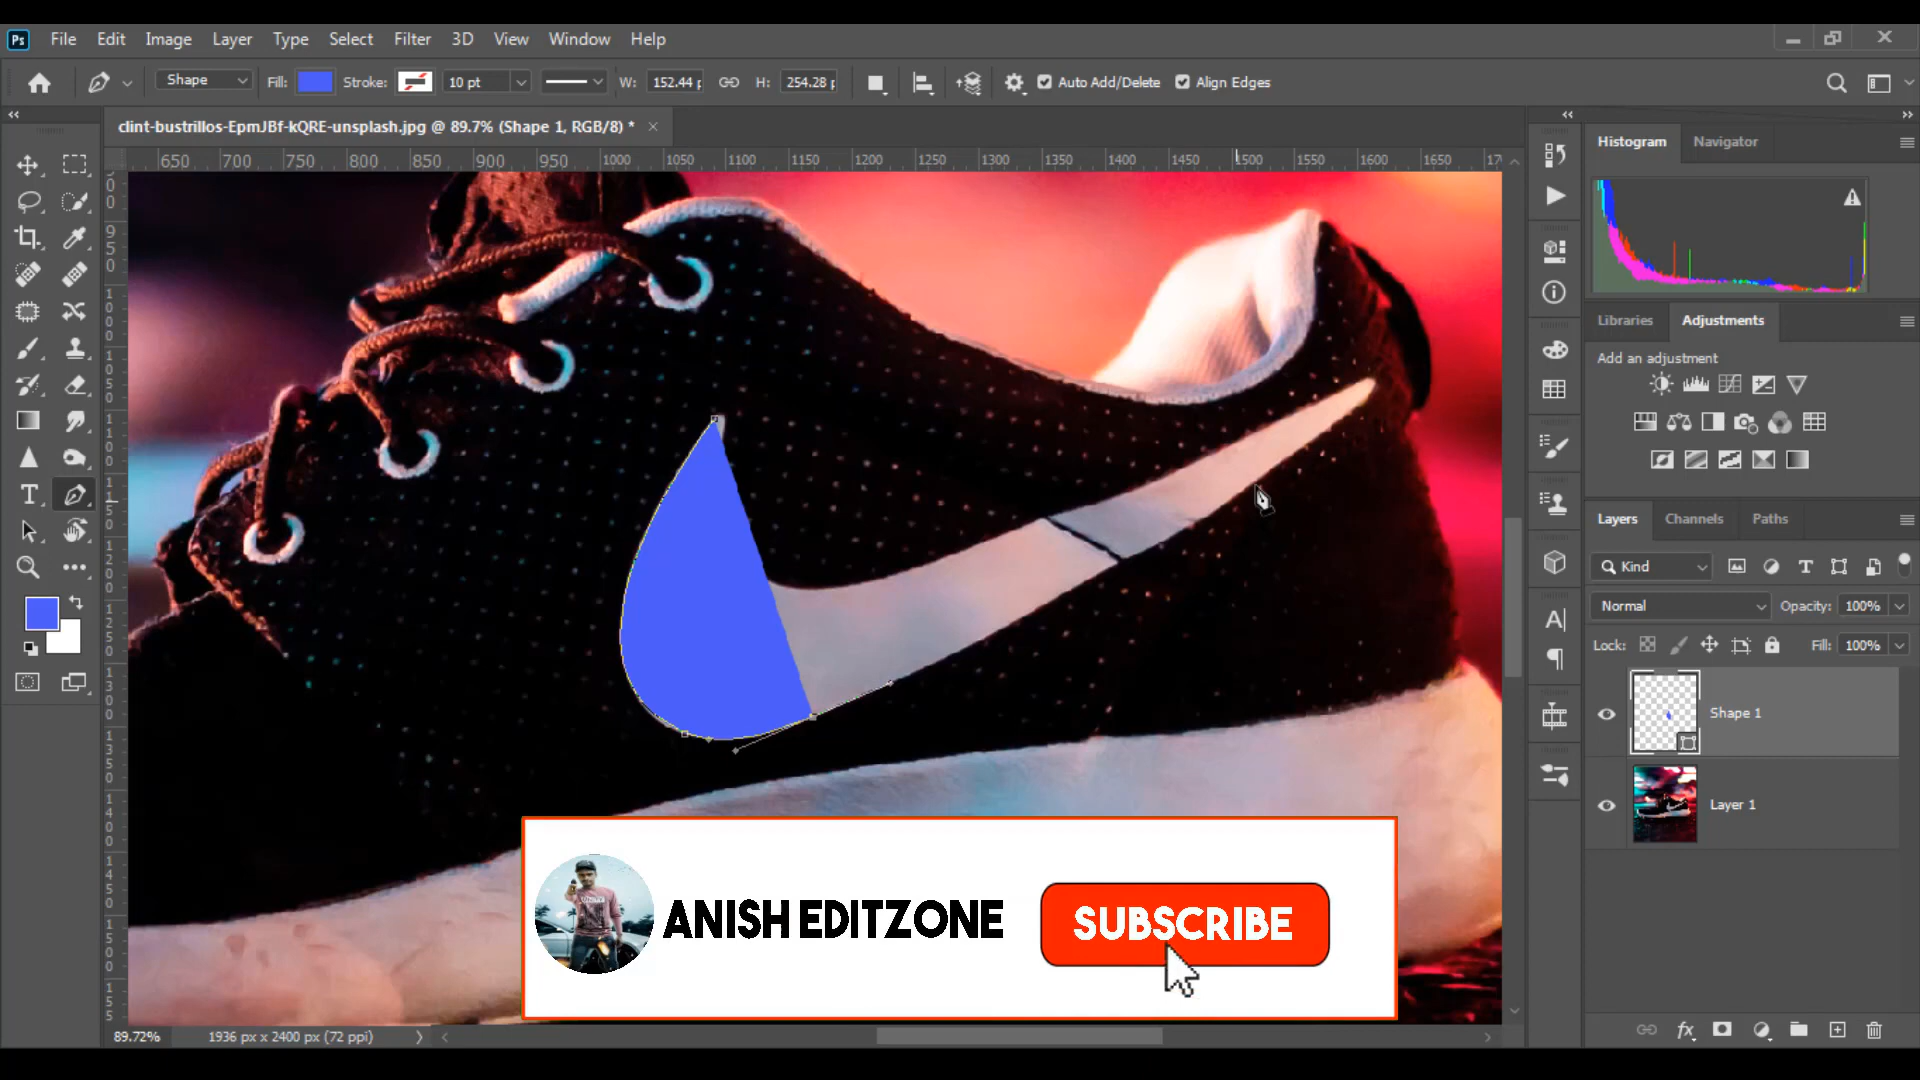 Ps File Edit Image Layer Type Select Filter 3D View Window Help
Shape Fill: Stroke: 10 pt W: 152.44 H: 254.28 Auto Add/Delete Align Edges
clint-bustrillos-EpmJBf-kQRE-unsplash.jpg @ 89.7% (Shape 1, RGB/8) *
650 700 750 800 850 900 950 1000 1050 1100 1150 1200 1250 1300 1350 1400 1450 1500 1550 1600 1650
Histogram Navigator
Libraries Adjustments
Add an adjustment
Layers Channels Paths
Kind
Normal Opacity: 100%
Lock: Fill: 100%
Shape 1
Layer 1
ANISH EDITZONE
SUBSCRIBE
89.72% 1936 px x 2400 px (72 ppi)